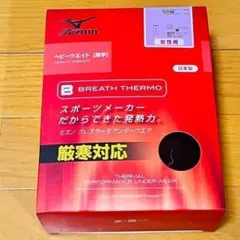 MIZUNO
ヘビーウエイト [厚手]
女性用
日本製
B BREATH THERMO
スポーツメーカー
だからできた発熱力。
ミズノ ブレスサーモアンダーウエア
厳寒対応
THERMAL
PERFORMANCE UNDER WEAR